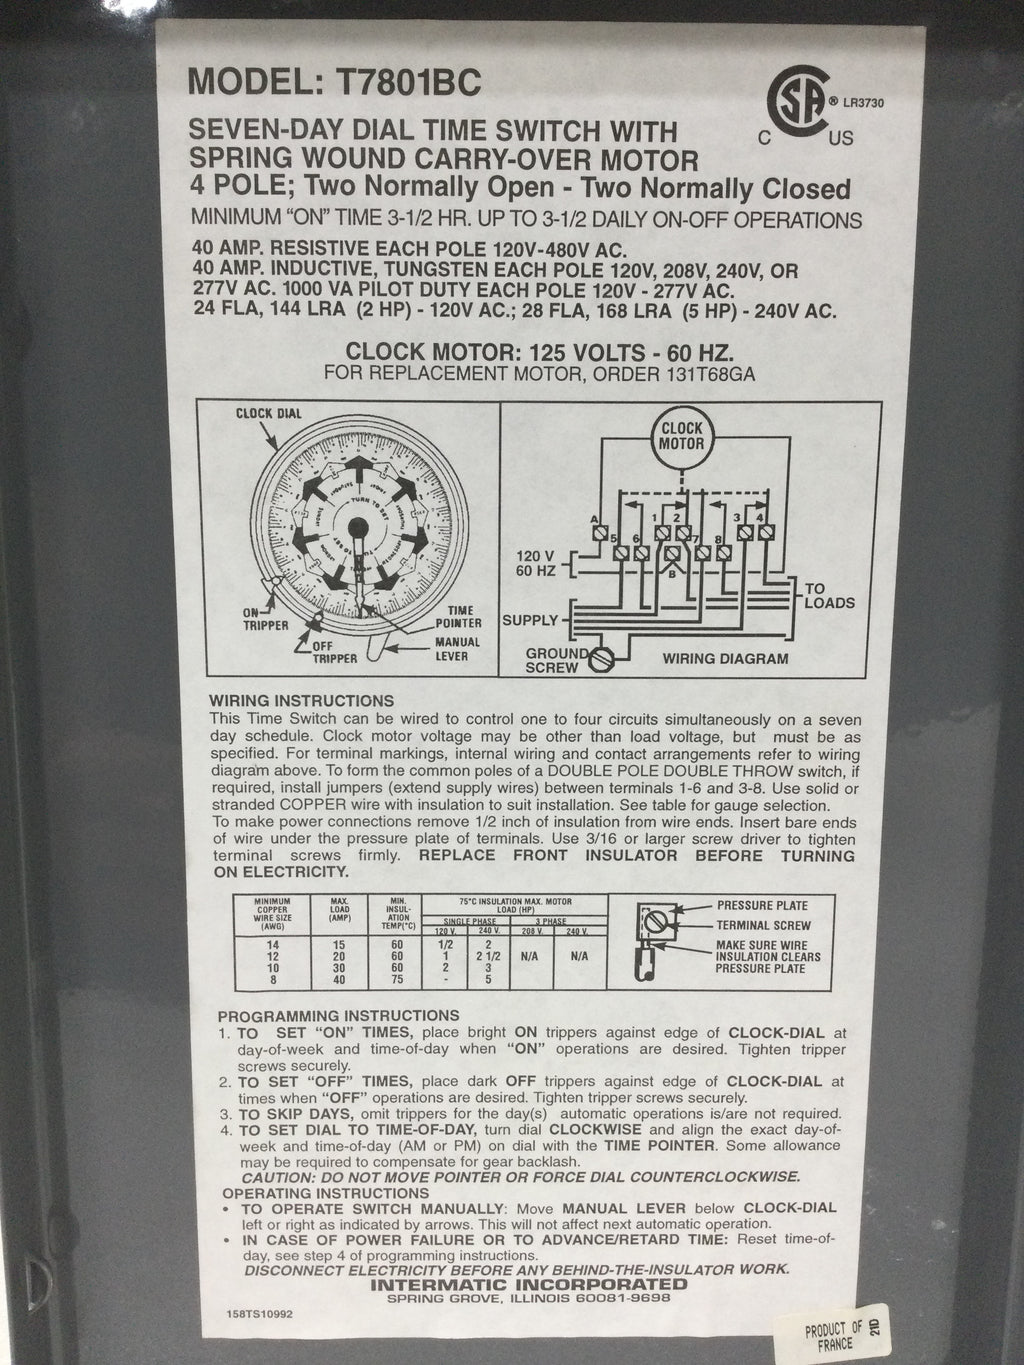 MODEL: T7801BC
CSA ® LR3730
C US
SEVEN-DAY DIAL TIME SWITCH WITH
SPRING WOUND CARRY-OVER MOTOR
4 POLE; Two Normally Open - Two Normally Closed
MINIMUM "ON" TIME 3-1/2 HR. UP TO 3-1/2 DAILY ON-OFF OPERATIONS
40 AMP. RESISTIVE EACH POLE 120V-480V AC.
40 AMP. INDUCTIVE, TUNGSTEN EACH POLE 120V, 208V, 240V, OR
277V AC. 1000 VA PILOT DUTY EACH POLE 120V - 277V AC.
24 FLA, 144 LRA (2 HP) - 120V AC.; 28 FLA, 168 LRA (5 HP) - 240V AC.
CLOCK MOTOR: 125 VOLTS - 60 HZ.
FOR REPLACEMENT MOTOR, ORDER 131T68GA
CLOCK DIAL
TURN TO SET
ON
TRIPPER
OFF
TRIPPER
TIME
POINTER
MANUAL
LEVER
CLOCK
MOTOR
A 5 6 1 2 7 8 3 4
B
120 V
60 HZ
SUPPLY
TO
LOADS
GROUND
SCREW
WIRING DIAGRAM
WIRING INSTRUCTIONS
This Time Switch can be wired to control one to four circuits simultaneously on a seven
day schedule. Clock motor voltage may be other than load voltage, but must be as
specified. For terminal markings, internal wiring and contact arrangements refer to wiring
diagram above. To form the common poles of a DOUBLE POLE DOUBLE THROW switch, if
required, install jumpers (extend supply wires) between terminals 1-6 and 3-8. Use solid or
stranded COPPER wire with insulation to suit installation. See table for gauge selection.
To make power connections remove 1/2 inch of insulation from wire ends. Insert bare ends
of wire under the pressure plate of terminals. Use 3/16 or larger screw driver to tighten
terminal screws firmly. REPLACE FRONT INSULATOR BEFORE TURNING
ON ELECTRICITY.
MINIMUM COPPER WIRE SIZE (AWG) MAX. LOAD (AMP) MIN. INSUL- ATION TEMP(°C) 75°C INSULATION MAX. MOTOR LOAD (HP)
SINGLE PHASE 3 PHASE
120 V. 240 V. 208 V. 240 V.
14 15 60 1/2 2
12 20 60 1 2 1/2 N/A N/A
10 30 60 2 3
8 40 75 - 5
PRESSURE PLATE
TERMINAL SCREW
MAKE SURE WIRE
INSULATION CLEARS
PRESSURE PLATE
PROGRAMMING INSTRUCTIONS
1. TO SET "ON" TIMES, place bright ON trippers against edge of CLOCK-DIAL at
day-of-week and time-of-day when "ON" operations are desired. Tighten tripper
screws securely.
2. TO SET "OFF" TIMES, place dark OFF trippers against edge of CLOCK-DIAL at
times when "OFF" operations are desired. Tighten tripper screws securely.
3. TO SKIP DAYS, omit trippers for the day(s) automatic operations is/are not required.
4. TO SET DIAL TO TIME-OF-DAY, turn dial CLOCKWISE and align the exact day-of-
week and time-of-day (AM or PM) on dial with the TIME POINTER. Some allowance
may be required to compensate for gear backlash.
CAUTION: DO NOT MOVE POINTER OR FORCE DIAL COUNTERCLOCKWISE.
OPERATING INSTRUCTIONS
• TO OPERATE SWITCH MANUALLY: Move MANUAL LEVER below CLOCK-DIAL
left or right as indicated by arrows. This will not affect next automatic operation.
• IN CASE OF POWER FAILURE OR TO ADVANCE/RETARD TIME: Reset time-of-
day, see step 4 of programming instructions.
DISCONNECT ELECTRICITY BEFORE ANY BEHIND-THE-INSULATOR WORK.
INTERMATIC INCORPORATED
SPRING GROVE, ILLINOIS 60081-9698
158TS10992
PRODUCT OF
FRANCE
21D